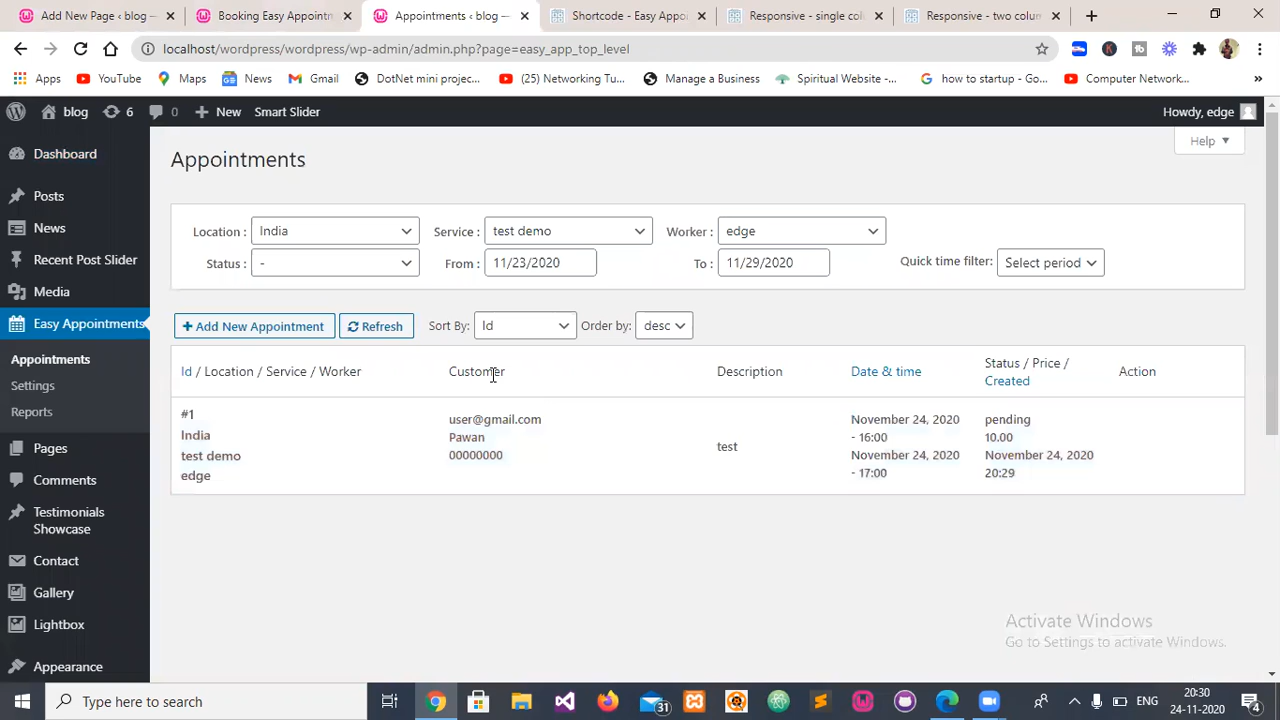 Add New Page ‹ blog —
Booking Easy Appointm
Appointments ‹ blog —
Shortcode - Easy Appo
Responsive - single col
Responsive - two colu
localhost/wordpress/wordpress/wp-admin/admin.php?page=easy_app_top_level
Apps
YouTube
Maps
News
Gmail
DotNet mini projec...
(25) Networking Tu...
Manage a Business
Spiritual Website -...
how to startup - Go...
Computer Network...
blog
6
0
New
Smart Slider
Howdy, edge
Dashboard
Posts
News
Recent Post Slider
Media
Easy Appointments
Appointments
Settings
Reports
Pages
Comments
Testimonials
Showcase
Contact
Gallery
Lightbox
Appearance
Help
Appointments
Location : India
Service : test demo
Worker : edge
Status : -
From : 11/23/2020
To : 11/29/2020
Quick time filter: Select period
Add New Appointment
Refresh
Sort By: Id
Order by: desc
Id / Location / Service / Worker
Customer
Description
Date & time
Status / Price /
Created
Action
#1
India
test demo
edge
user@gmail.com
Pawan
00000000
test
November 24, 2020
- 16:00
November 24, 2020
- 17:00
pending
10.00
November 24, 2020
20:29
Activate Windows
Go to Settings to activate Windows.
Type here to search
31
ENG
20:30
24-11-2020
4